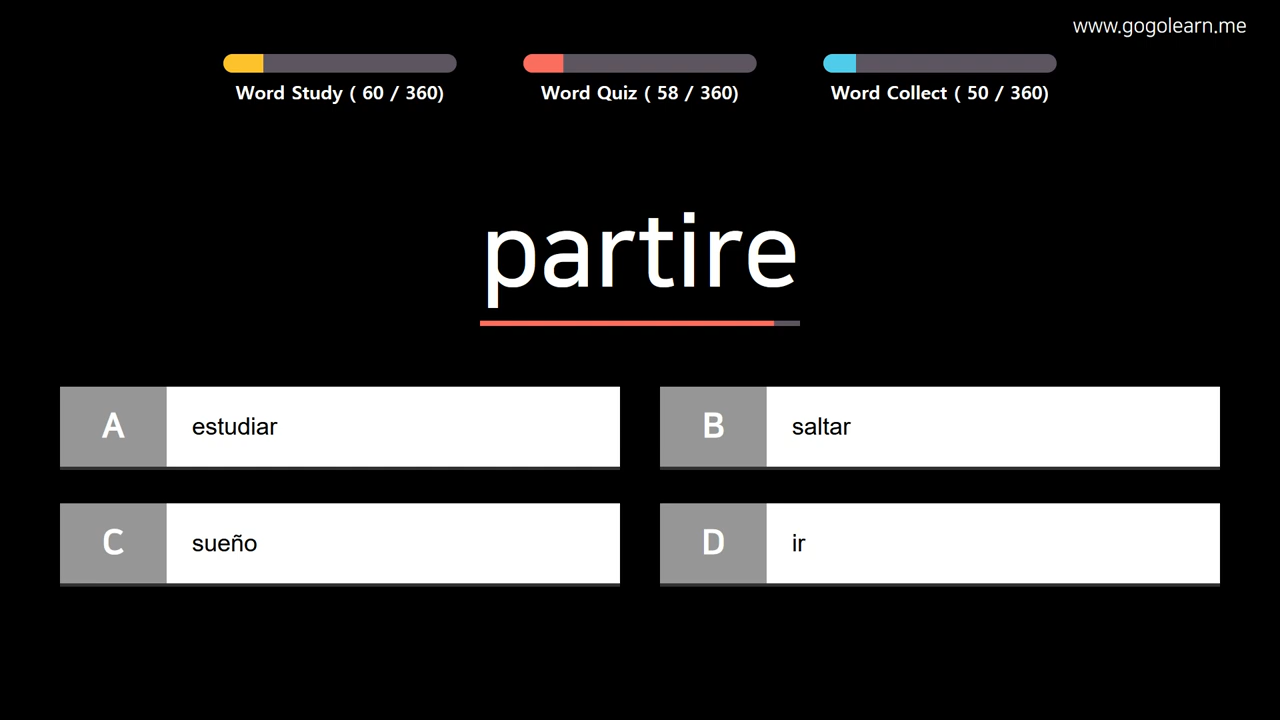 www.gogolearn.me
Word Study ( 60 / 360)
Word Quiz ( 58 / 360)
Word Collect ( 50 / 360)
partire
A estudiar
B saltar
C sueño
D ir